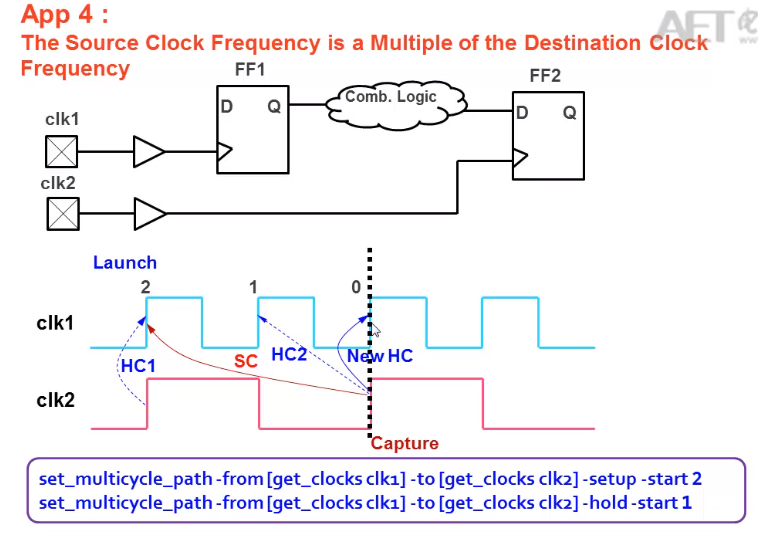 App 4 :
The Source Clock Frequency is a Multiple of the Destination Clock
Frequency
AFT
ww
FF1
FF2
Comb. Logic
D Q
D Q
clk1
clk2
Launch
2 1 0
clk1
HC1 SC HC2 New HC
clk2
Capture
set_multicycle_path -from [get_clocks clk1] -to [get_clocks clk2] -setup -start 2
set_multicycle_path -from [get_clocks clk1] -to [get_clocks clk2] -hold -start 1